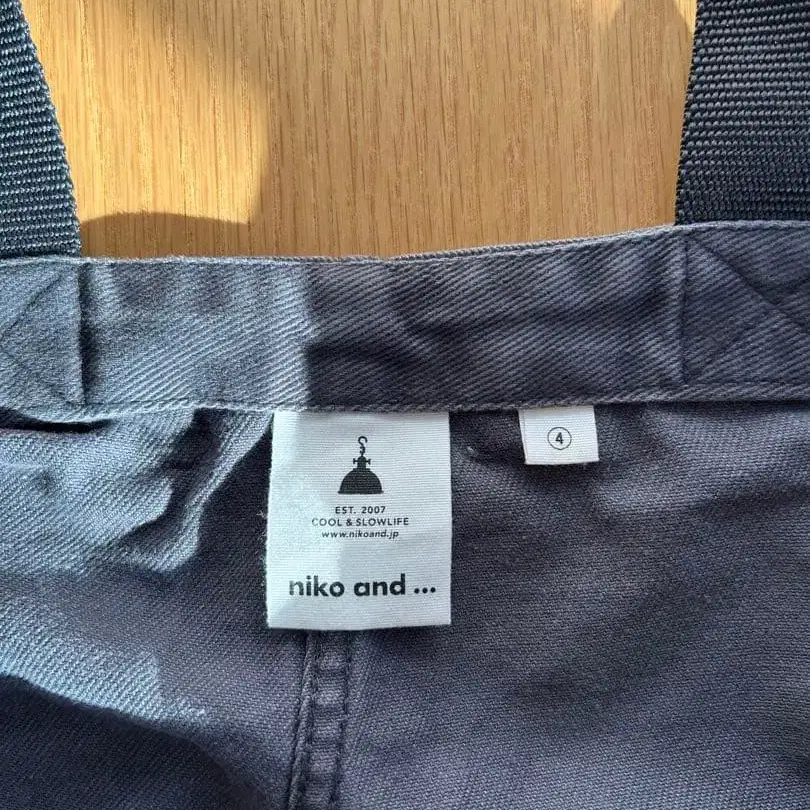 EST. 2007
COOL & SLOWLIFE
www.nikoand.jp
niko and ...
4